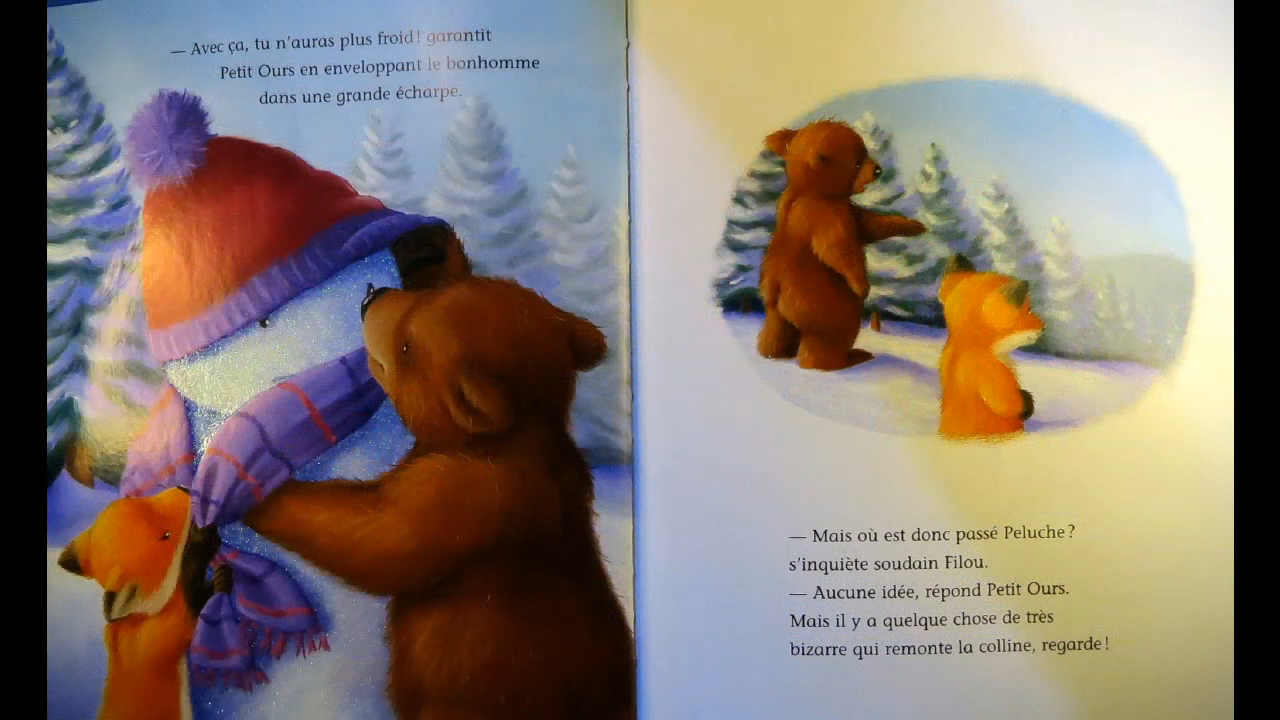 — Avec ça, tu n'auras plus froid ! garantit
Petit Ours en enveloppant le bonhomme
dans une grande écharpe.
— Mais où est donc passé Peluche ?
s'inquiète soudain Filou.
— Aucune idée, répond Petit Ours.
Mais il y a quelque chose de très
bizarre qui remonte la colline, regarde !